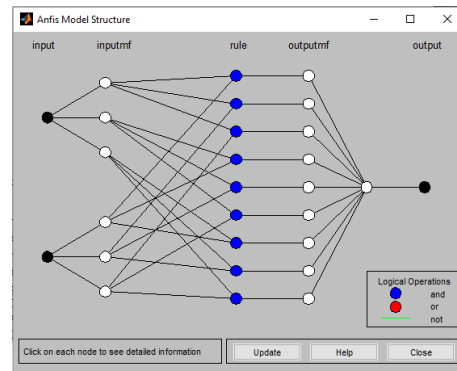 Anfis Model Structure
input inputmf rule outputmf output
Logical Operations
and
or
not
Click on each node to see detailed information
Update Help Close